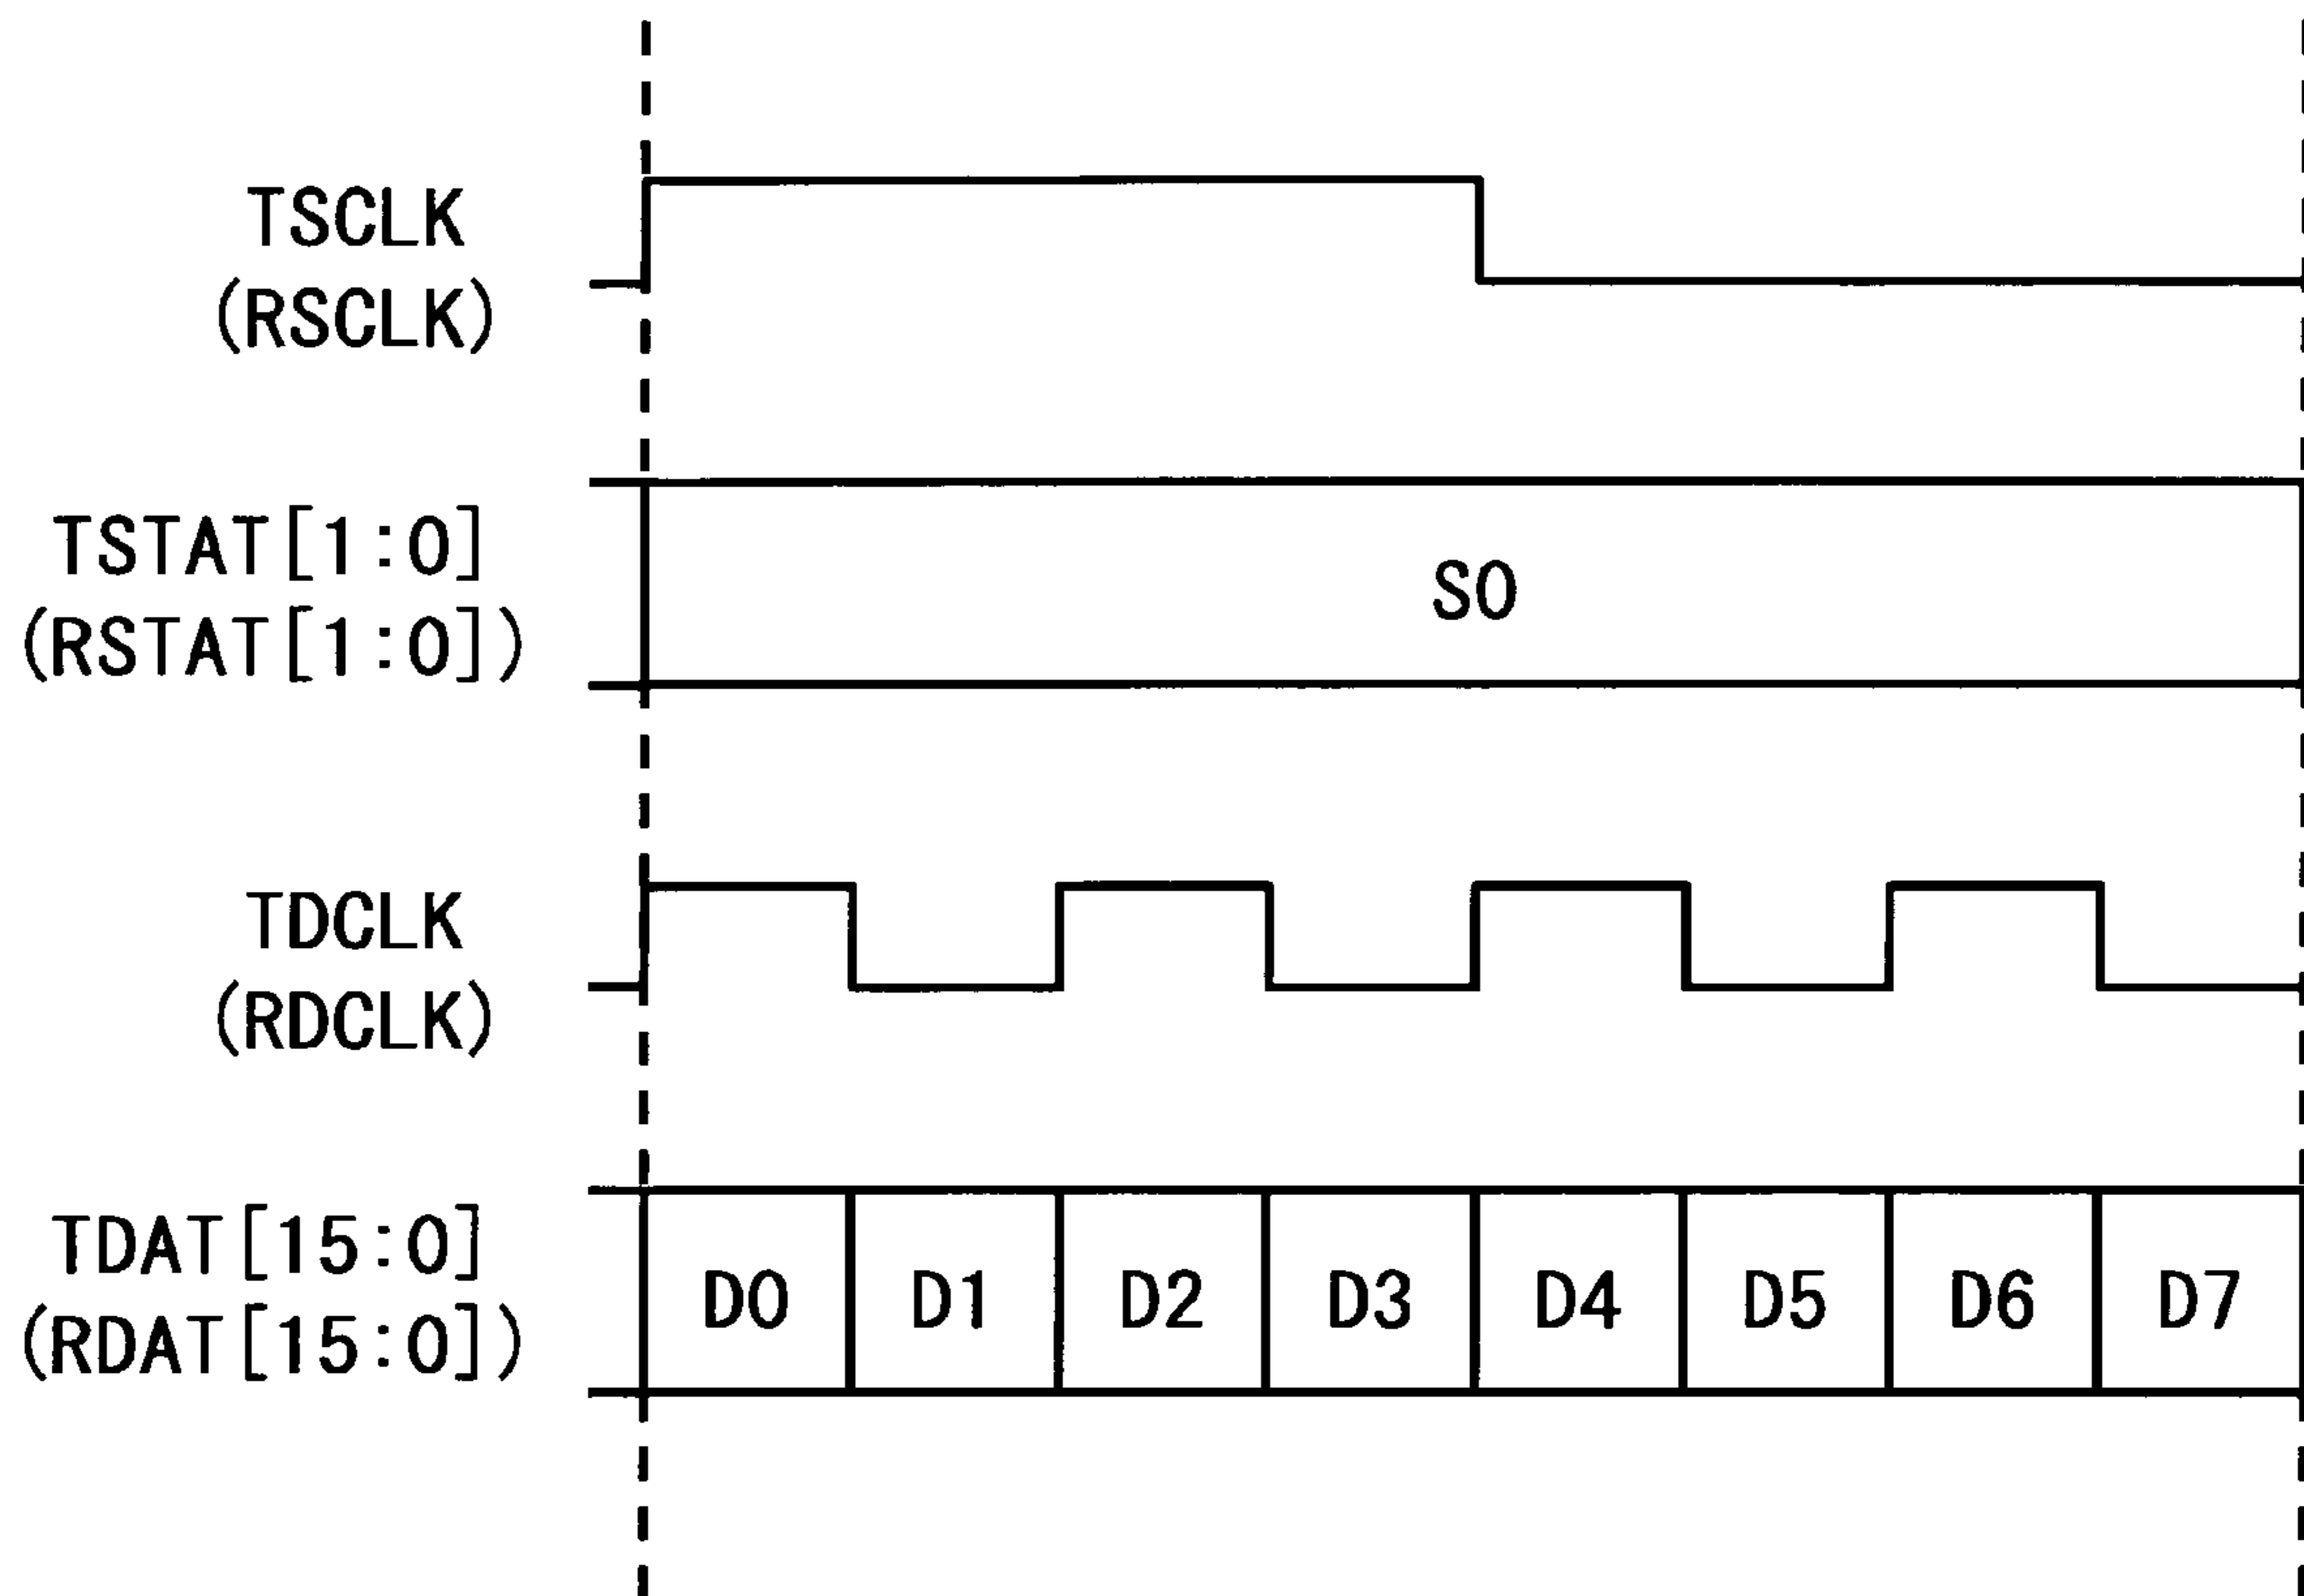 TSCLK
(RSCLK)
TSTAT[1:0]
(RSTAT[1:0])
S0
TDCLK
(RDCLK)
TDAT[15:0]
(RDAT[15:0])
D0 D1 D2 D3 D4 D5 D6 D7